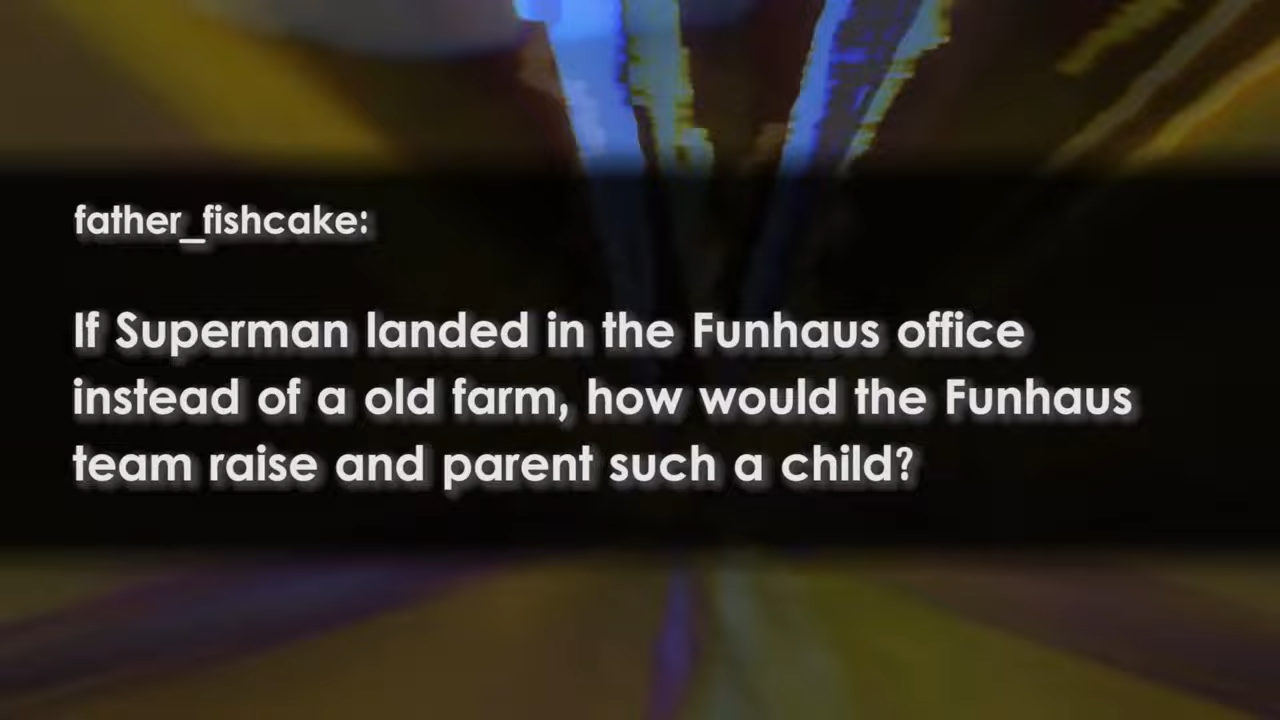 father_fishcake:
If Superman landed in the Funhaus office
instead of a old farm, how would the Funhaus
team raise and parent such a child?